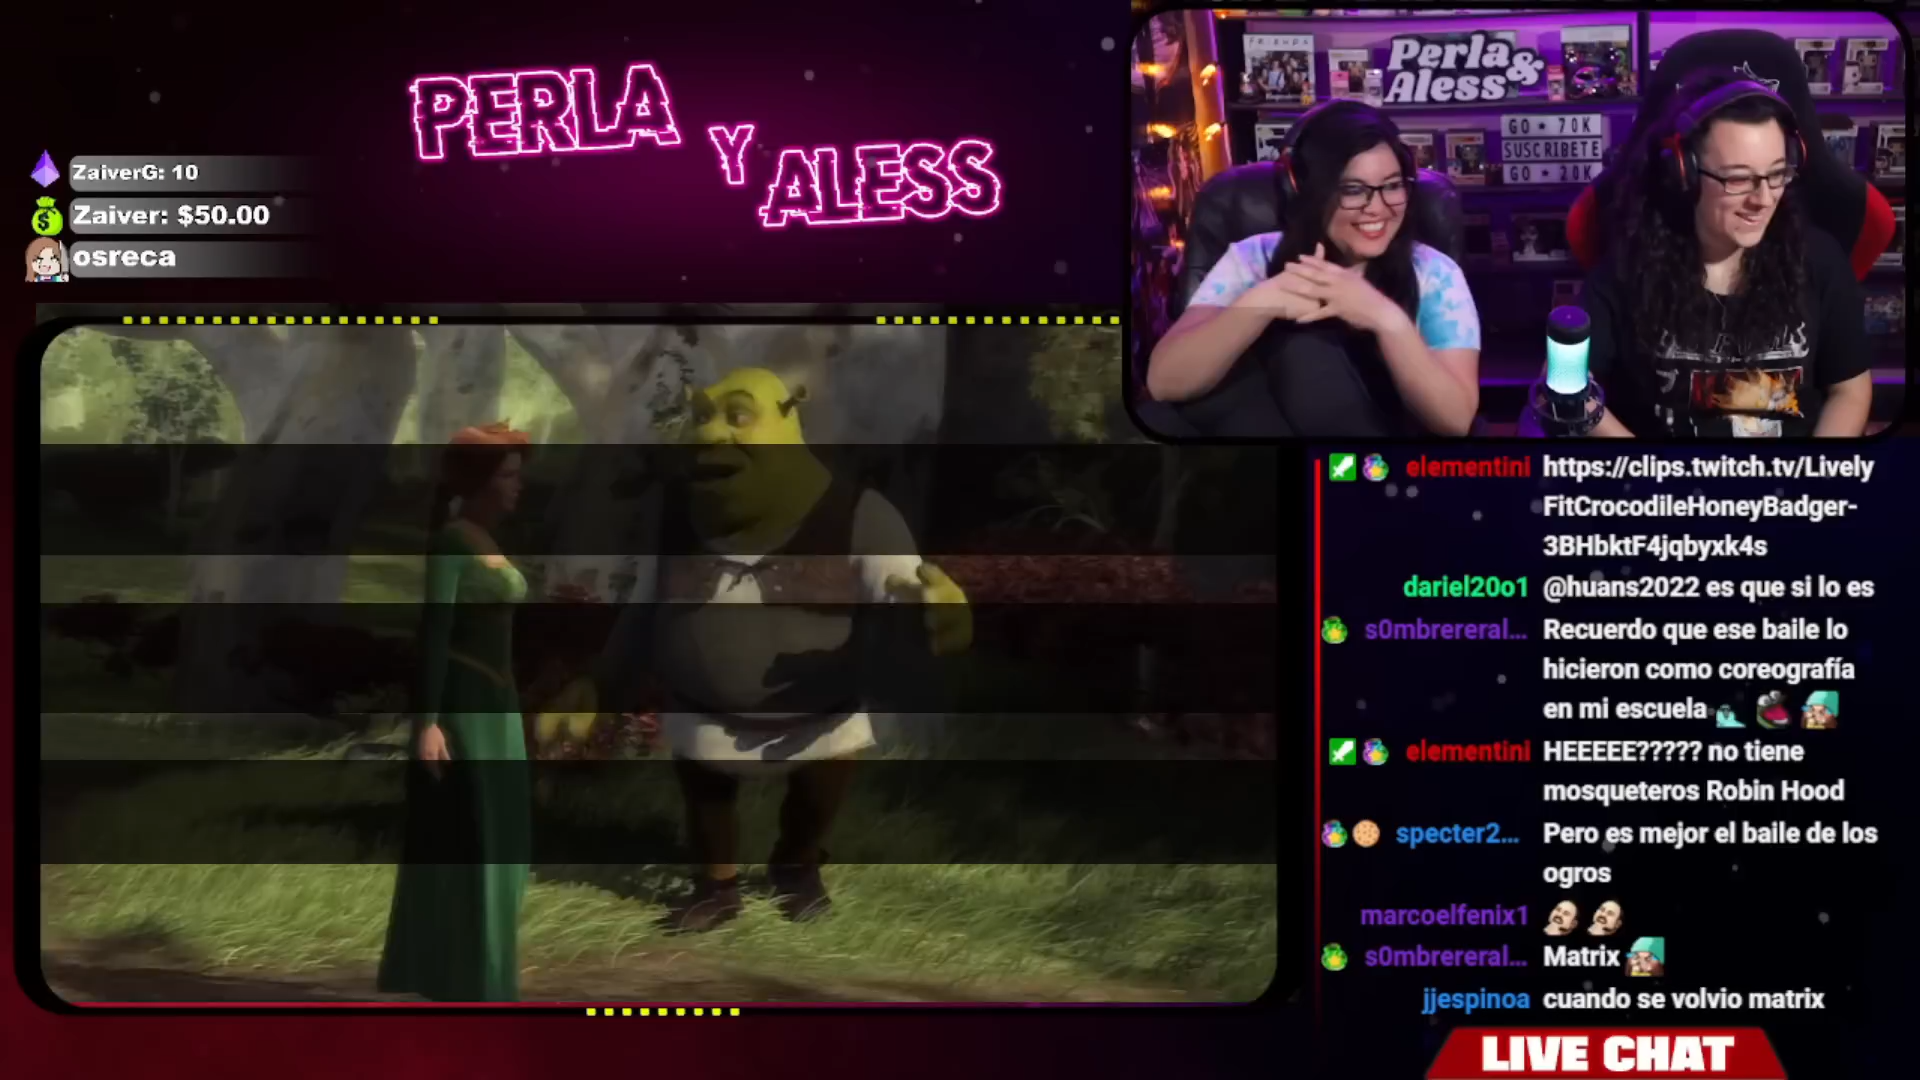 PERLA
Y
ALESS
ZaiverG: 10
Zaiver: $50.00
osreca
FRIENDS
Perla &
Aless
GO * 70K
SUSCRIBETE
GO * 20K
elementini https://clips.twitch.tv/Lively
FitCrocodileHoneyBadger-
3BHbktF4jqbyxk4s
dariel20o1 @huans2022 es que si lo es
s0mbrereral... Recuerdo que ese baile lo
hicieron como coreografía
en mi escuela
elementini HEEEEE????? no tiene
mosqueteros Robin Hood
specter2... Pero es mejor el baile de los
ogros
marcoelfenix1
s0mbrereral... Matrix
jjespinoa cuando se volvio matrix
LIVE CHAT